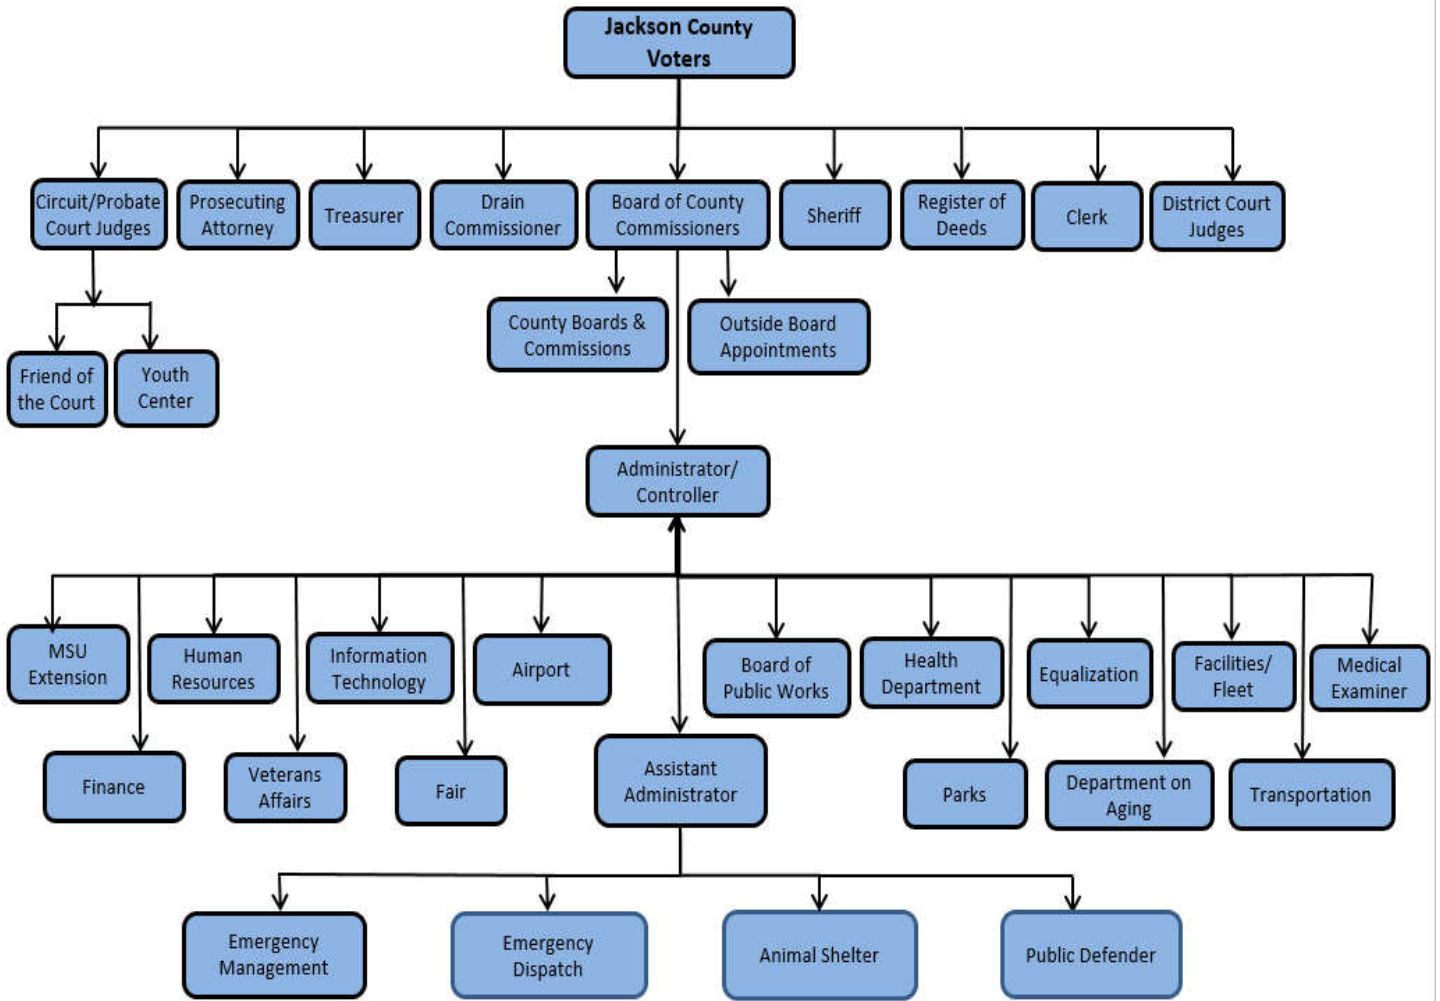 Jackson County
Voters
Circuit/Probate
Court Judges
Prosecuting
Attorney
Treasurer
Drain
Commissioner
Board of County
Commissioners
Sheriff
Register of
Deeds
Clerk
District Court
Judges
County Boards &
Commissions
Outside Board
Appointments
Friend of
the Court
Youth
Center
Administrator/
Controller
MSU
Extension
Human
Resources
Information
Technology
Airport
Board of
Public Works
Health
Department
Equalization
Facilities/
Fleet
Medical
Examiner
Finance
Veterans
Affairs
Fair
Assistant
Administrator
Parks
Department on
Aging
Transportation
Emergency
Management
Emergency
Dispatch
Animal Shelter
Public Defender